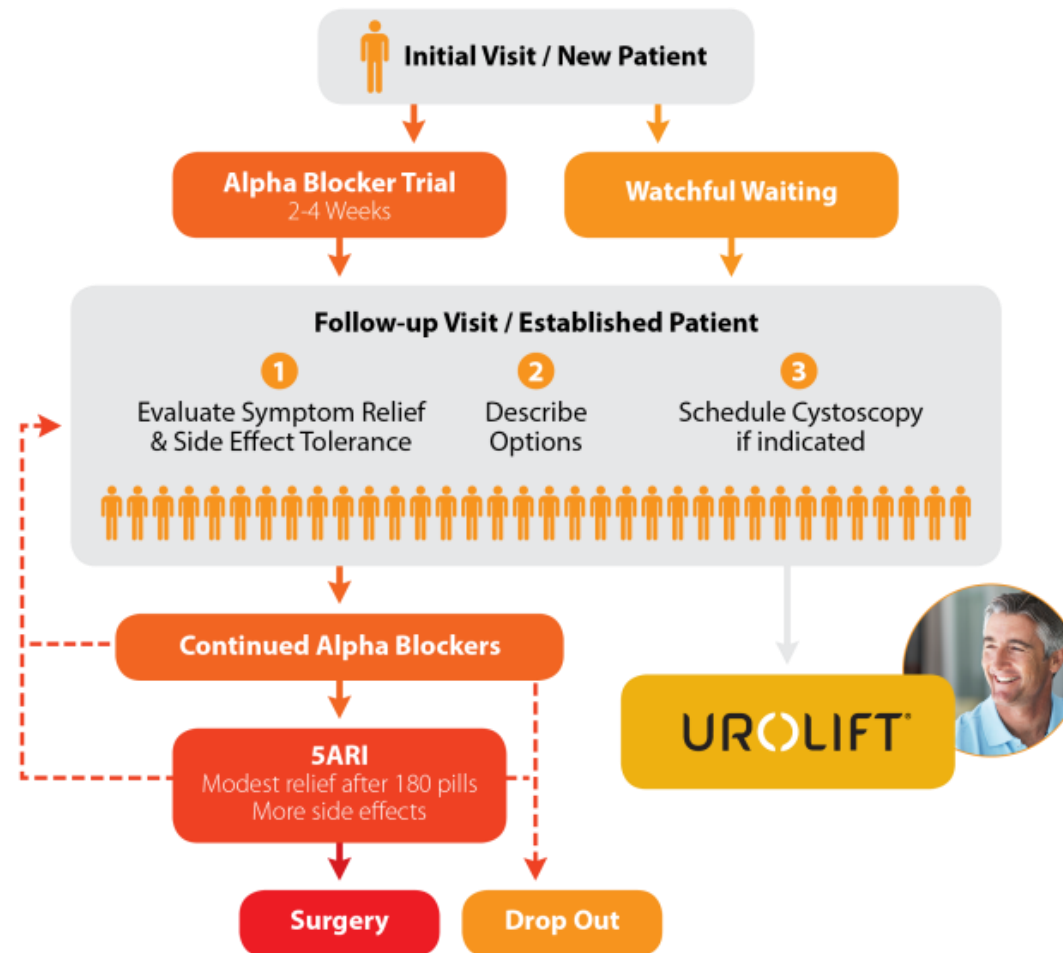 Initial Visit / New Patient
Alpha Blocker Trial
2-4 Weeks
Watchful Waiting
Follow-up Visit / Established Patient
1
Evaluate Symptom Relief
& Side Effect Tolerance
2
Describe
Options
3
Schedule Cystoscopy
if indicated
Continued Alpha Blockers
UROLIFT®
5ARI
Modest relief after 180 pills
More side effects
Surgery
Drop Out